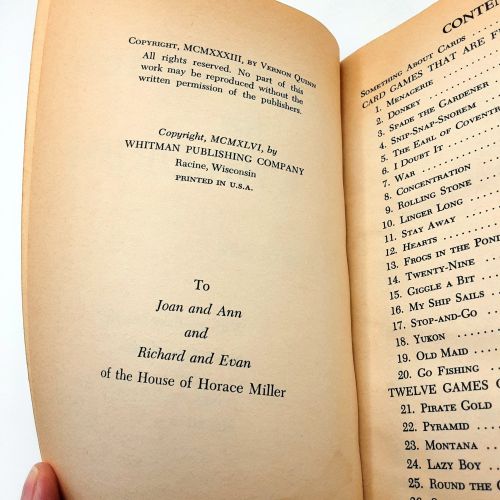 COPYRIGHT, MCMXXXIII, BY VERNON QUINN
All rights reserved. No part of this
work may be reproduced without the
written permission of the publishers.
Copyright, MCMXLVI, by
WHITMAN PUBLISHING COMPANY
Racine, Wisconsin
PRINTED IN U.S.A.
To
Joan and Ann
and
Richard and Evan
of the House of Horace Miller
SOMETHING ABOUT CARDS
CARD GAMES THAT ARE
1. MENAGERIE
2. DONKEY
3. SPADE THE GARDENER
4. SNIP-SNAP-SNOREM
5. THE EARL OF
6. I DOUBT IT
7. WAR
8. CONCENTRATION
9. ROLLING STONE
10. LINGER LONG
11. STAY AWAY
12. HEARTS
13. FROGS IN THE POND
14. TWENTY-NINE
15. GIGGLE A BIT
16. MY SHIP SAILS
17. STOP-AND-GO
18. YUKON
19. OLD MAID
20. GO FISHING
TWELVE GAMES
21. PIRATE GOLD
22. PYRAMID
23. MONTANA
24. LAZY BOY
25. ROUND THE